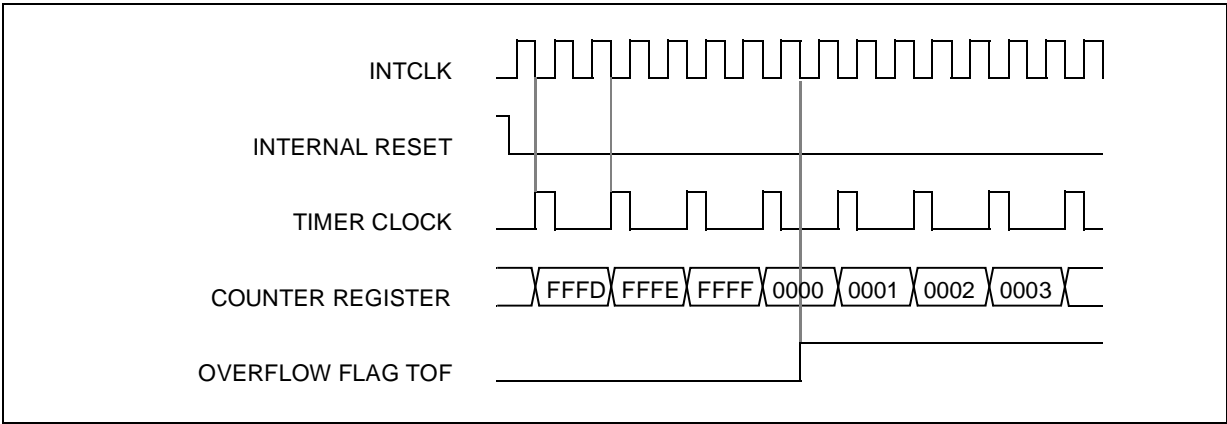 INTCLK
INTERNAL RESET
TIMER CLOCK
COUNTER REGISTER FFFD FFFE FFFF 0000 0001 0002 0003
OVERFLOW FLAG TOF